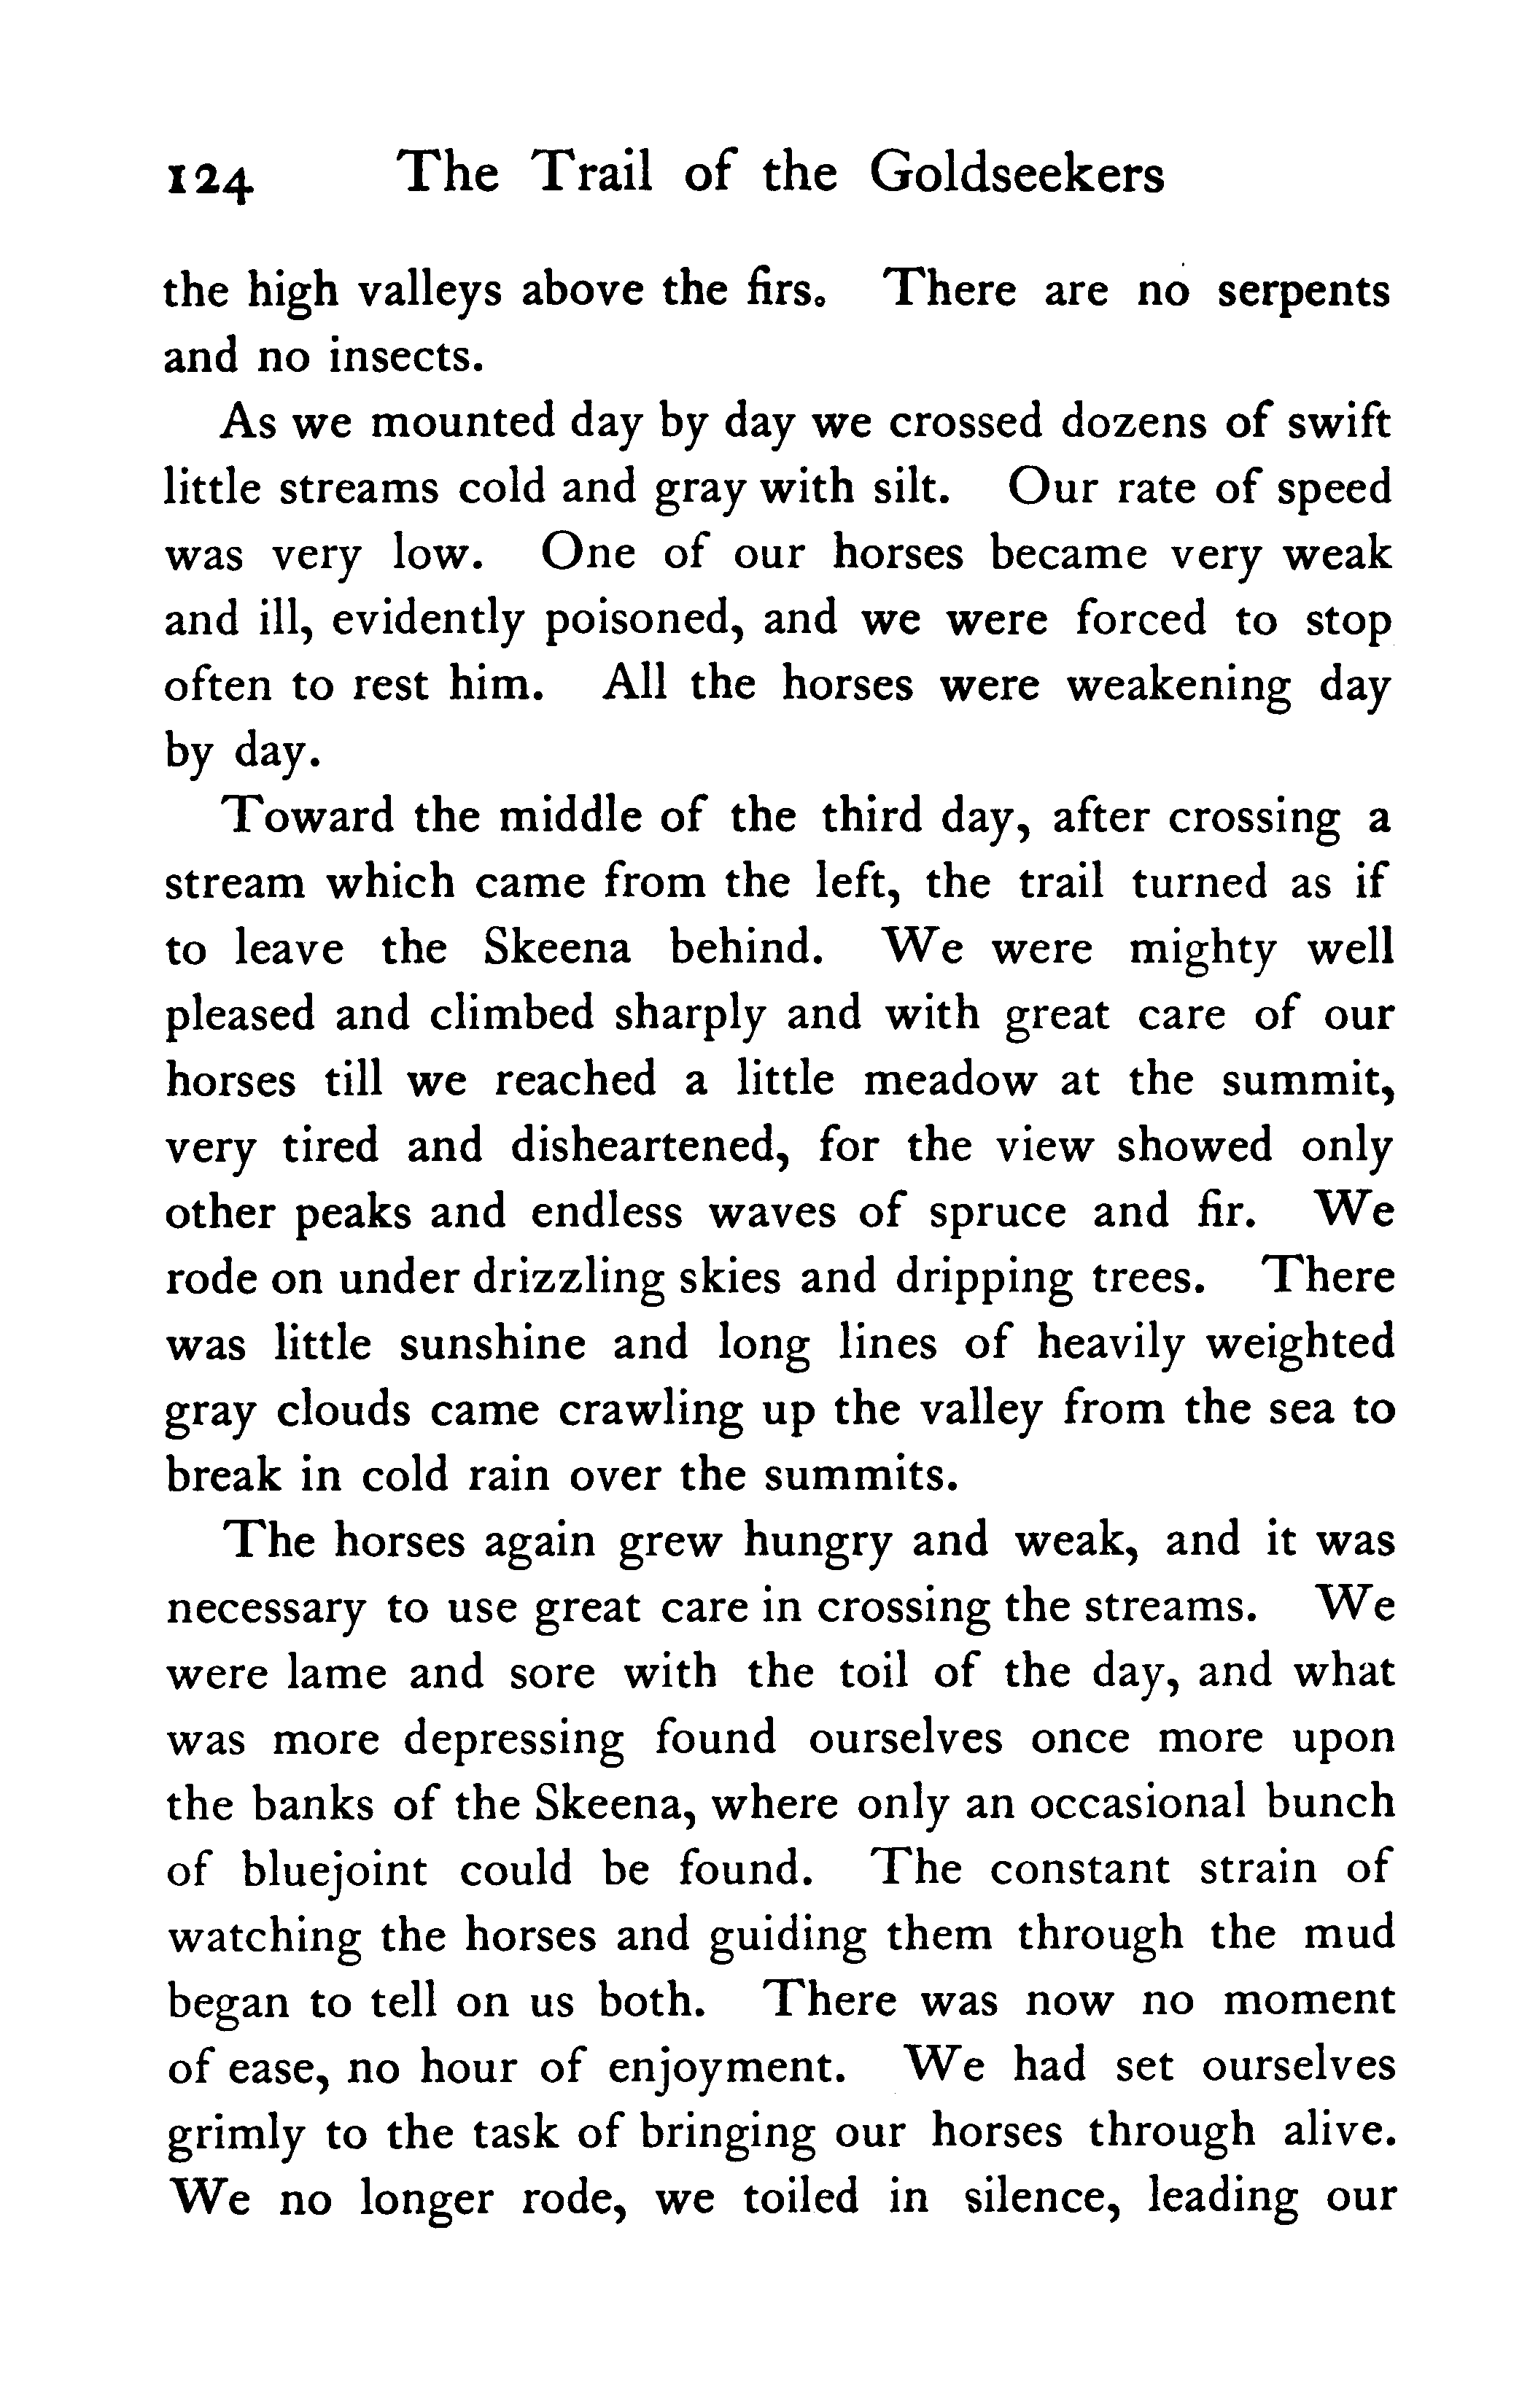 124 The Trail of the Goldseekers
the high valleys above the firs. There are no serpents
and no insects.
As we mounted day by day we crossed dozens of swift
little streams cold and gray with silt. Our rate of speed
was very low. One of our horses became very weak
and ill, evidently poisoned, and we were forced to stop
often to rest him. All the horses were weakening day
by day.
Toward the middle of the third day, after crossing a
stream which came from the left, the trail turned as if
to leave the Skeena behind. We were mighty well
pleased and climbed sharply and with great care of our
horses till we reached a little meadow at the summit,
very tired and disheartened, for the view showed only
other peaks and endless waves of spruce and fir. We
rode on under drizzling skies and dripping trees. There
was little sunshine and long lines of heavily weighted
gray clouds came crawling up the valley from the sea to
break in cold rain over the summits.
The horses again grew hungry and weak, and it was
necessary to use great care in crossing the streams. We
were lame and sore with the toil of the day, and what
was more depressing found ourselves once more upon
the banks of the Skeena, where only an occasional bunch
of bluejoint could be found. The constant strain of
watching the horses and guiding them through the mud
began to tell on us both. There was now no moment
of ease, no hour of enjoyment. We had set ourselves
grimly to the task of bringing our horses through alive.
We no longer rode, we toiled in silence, leading our